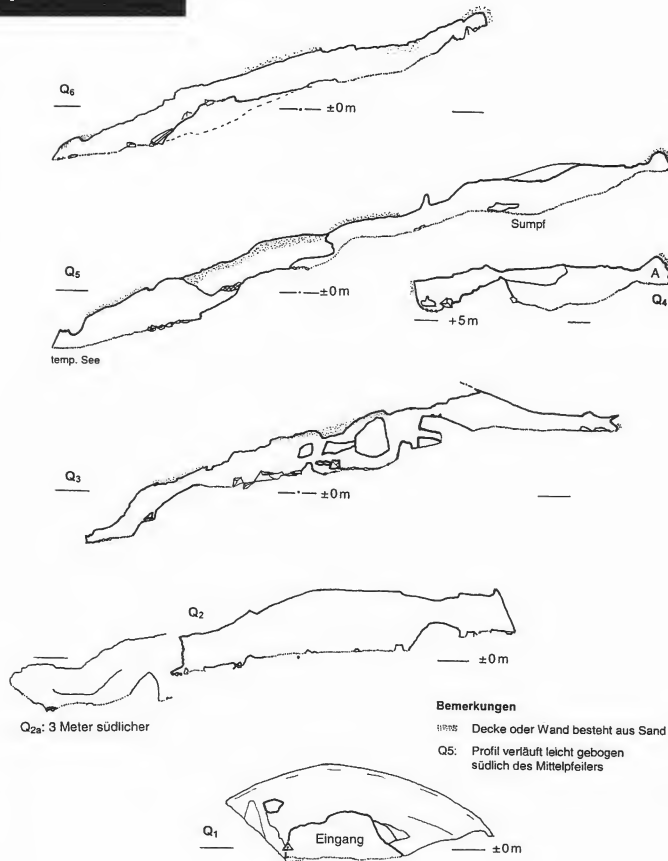 Q6
±0m
Q5
±0m
Sumpf
temp. See
A
Q4
+5m
Q3
±0m
Q2
±0m
Q2a: 3 Meter südlicher
Bemerkungen
Decke oder Wand besteht aus Sand
Q5: Profil verläuft leicht gebogen
südlich des Mittelpfeilers
Q1
Eingang
±0m